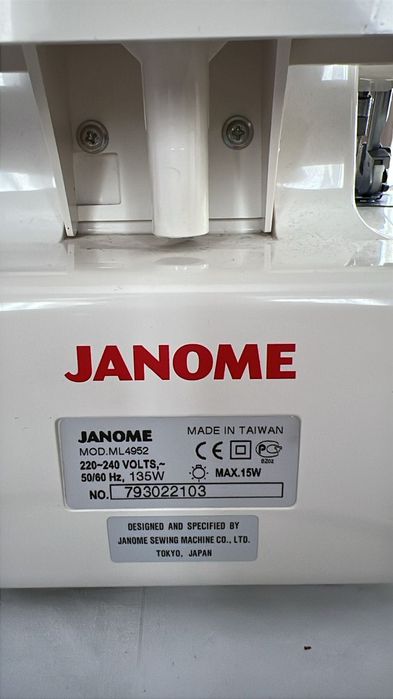 JANOME
JANOME MADE IN TAIWAN
MOD.ML4952
220~240 VOLTS,~
50/60 Hz, 135W MAX.15W
NO. 793022103
DESIGNED AND SPECIFIED BY
JANOME SEWING MACHINE CO., LTD.
TOKYO, JAPAN